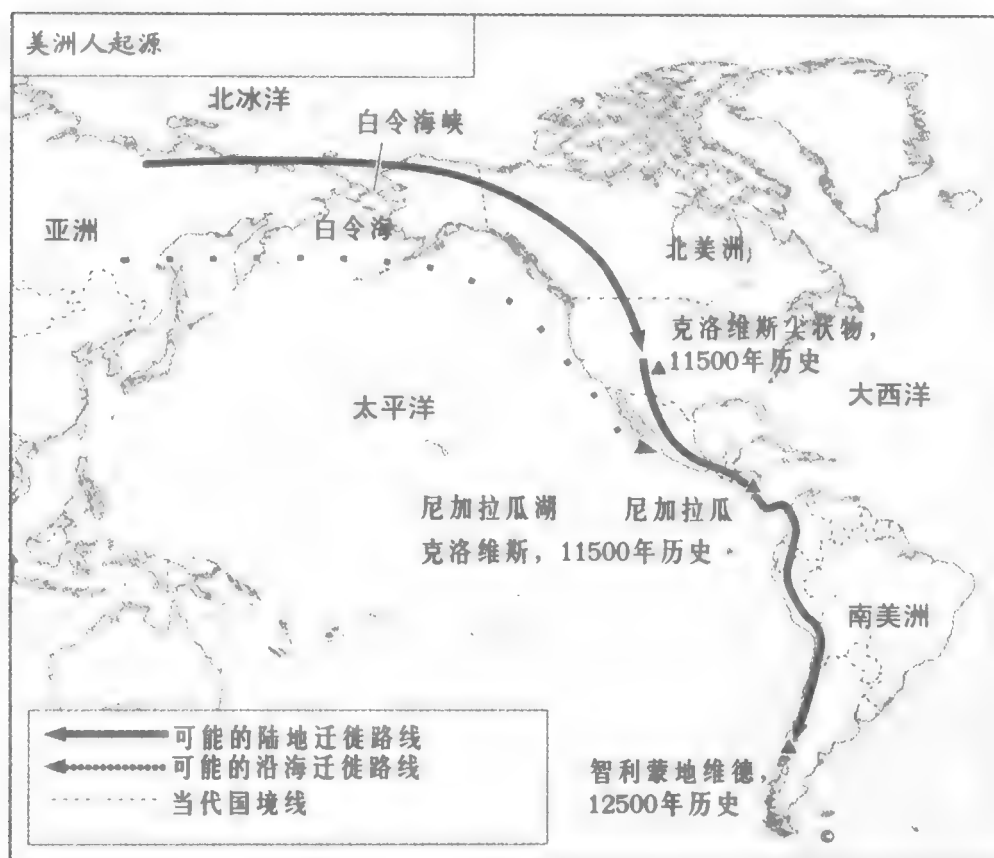 美洲人起源
北冰洋
白令海峡
亚洲
白令海
北美洲
克洛维斯尖状物，
11500年历史
大西洋
太平洋
尼加拉瓜湖
尼加拉瓜
克洛维斯，11500年历史
南美洲
可能的陆地迁徙路线
可能的沿海迁徙路线
当代国境线
智利蒙地维德，
12500年历史